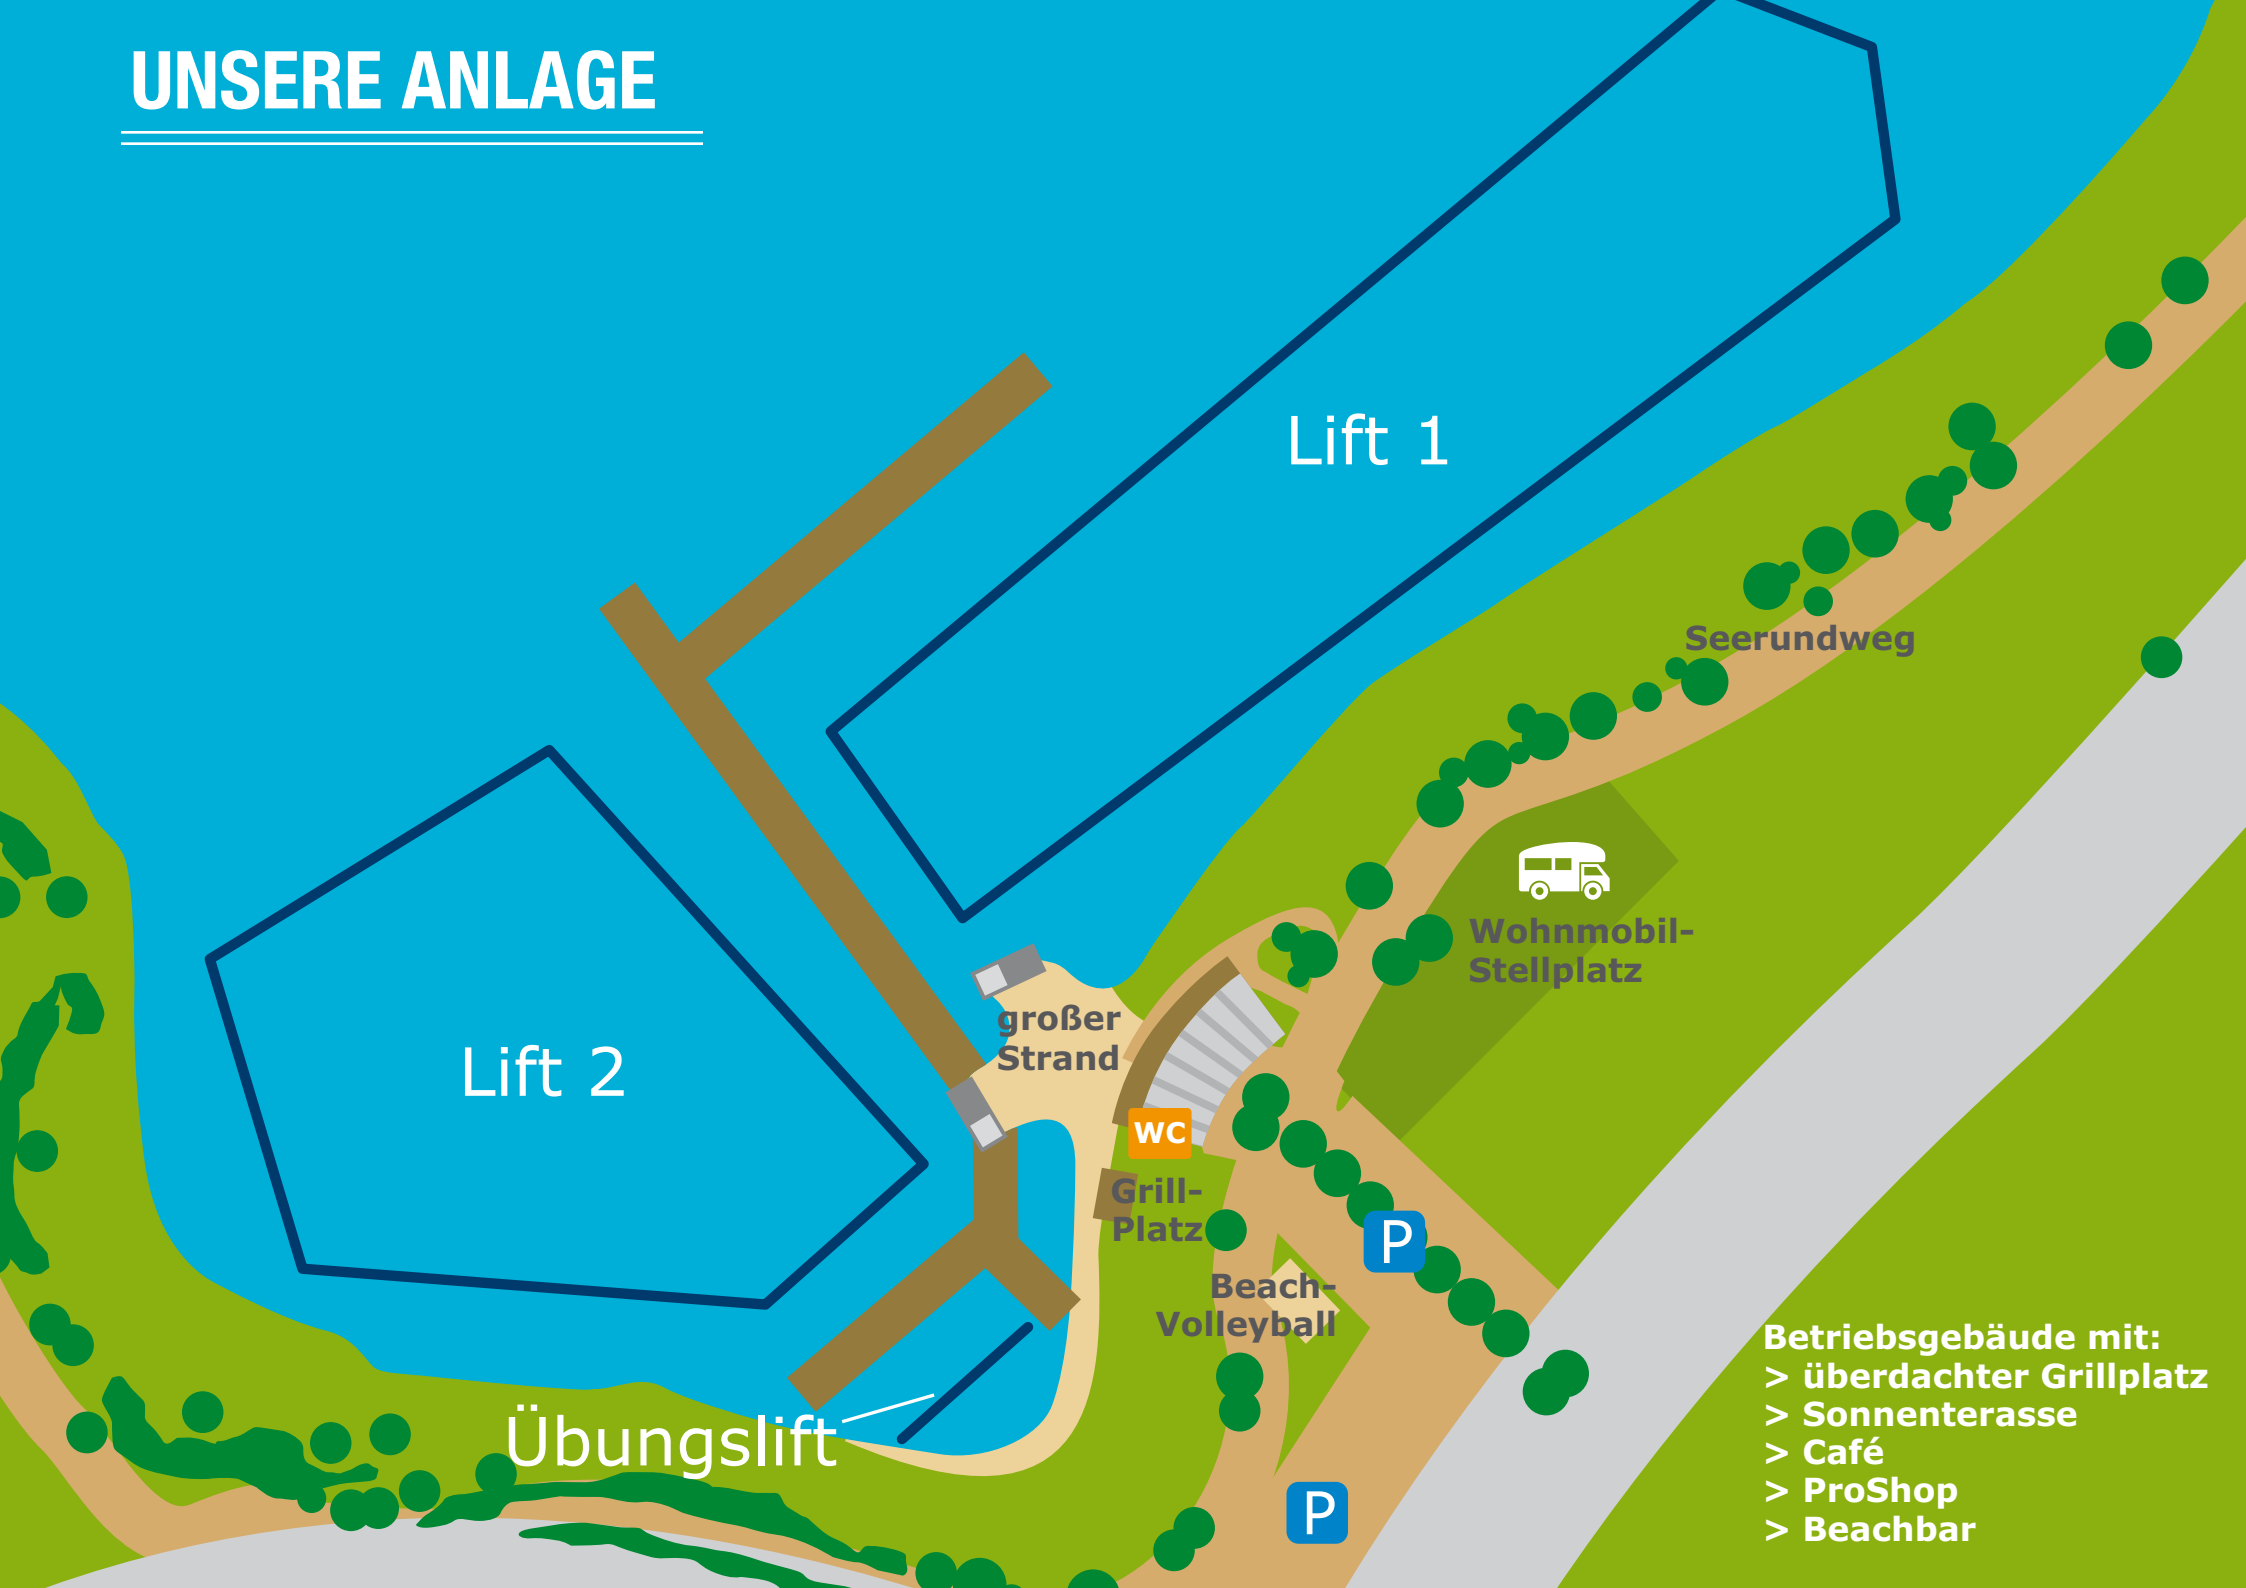 UNSERE ANLAGE
Lift 1
Seerundweg
Wohnmobil-
Stellplatz
großer
Strand
Lift 2
WC
Grill-
Platz
P
Beach-
Volleyball
Übungslift
P
Betriebsgebäude mit:
> überdachter Grillplatz
> Sonnenterasse
> Café
> ProShop
> Beachbar